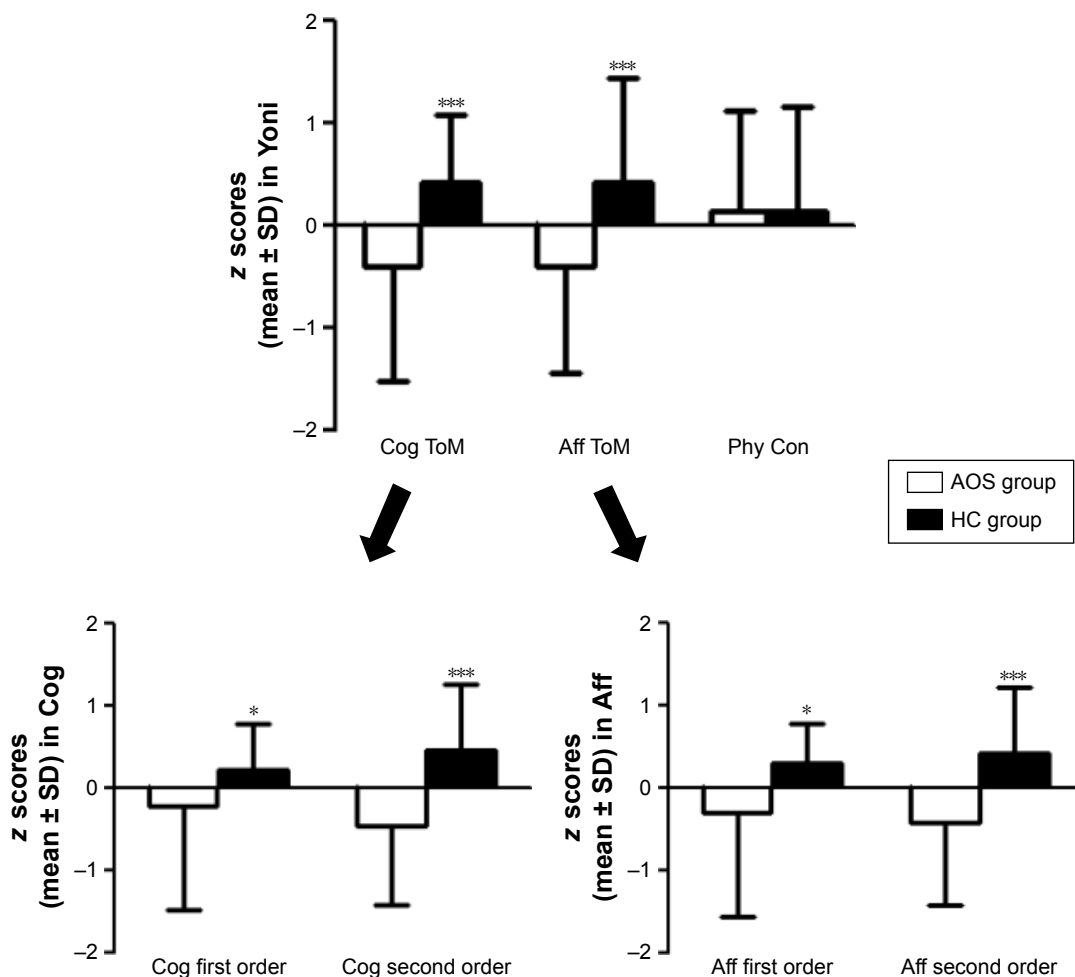 z scores
(mean ± SD) in Yoni
2
1
0
–1
–2
***
***
Cog ToM
Aff ToM
Phy Con
AOS group
HC group
z scores
(mean ± SD) in Cog
2
1
0
–1
–2
*
***
Cog first order
Cog second order
z scores
(mean ± SD) in Aff
2
1
0
–1
–2
*
***
Aff first order
Aff second order